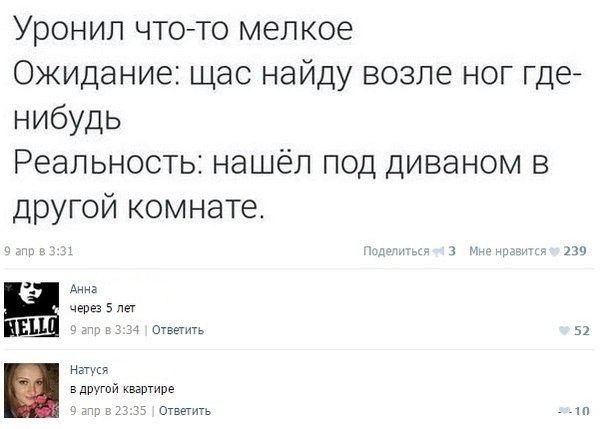 Уронил что-то мелкое
Ожидание: щас найду возле ног где-
нибудь
Реальность: нашёл под диваном в
другой комнате.
9 апр в 3:31 Поделиться 3 Мне нравится 239
Анна
через 5 лет
9 апр в 3:34 | Ответить 52
HELLO
Натуся
в другой квартире
9 апр в 23:35 | Ответить 10